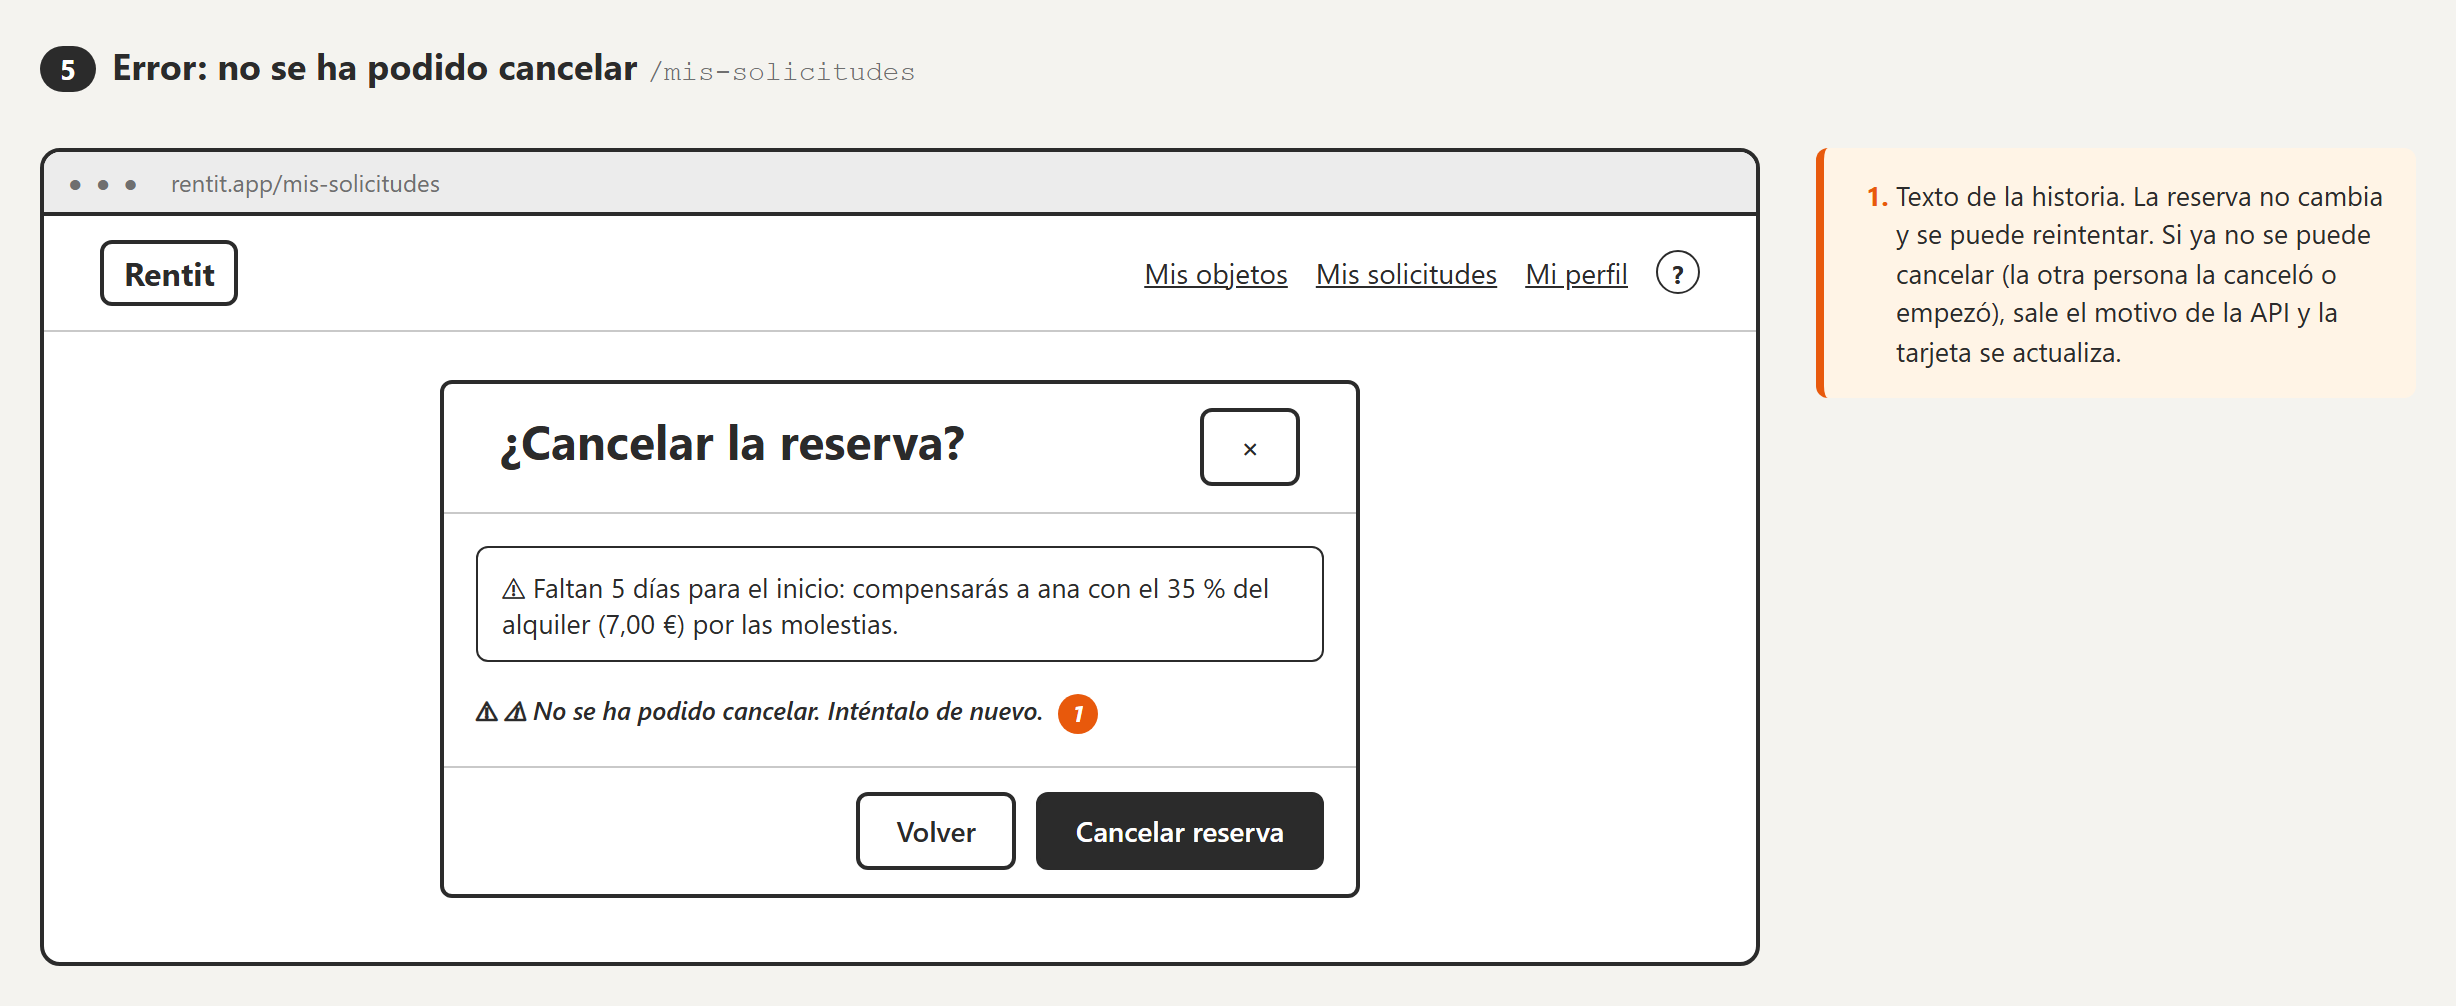 5 Error: no se ha podido cancelar /mis-solicitudes
rentit.app/mis-solicitudes
Rentit
Mis objetos Mis solicitudes Mi perfil ?
¿Cancelar la reserva? ×
⚠ Faltan 5 días para el inicio: compensarás a ana con el 35 % del
alquiler (7,00 €) por las molestias.
⚠ ⚠ No se ha podido cancelar. Inténtalo de nuevo. 1
Volver Cancelar reserva
1. Texto de la historia. La reserva no cambia
y se puede reintentar. Si ya no se puede
cancelar (la otra persona la canceló o
empezó), sale el motivo de la API y la
tarjeta se actualiza.